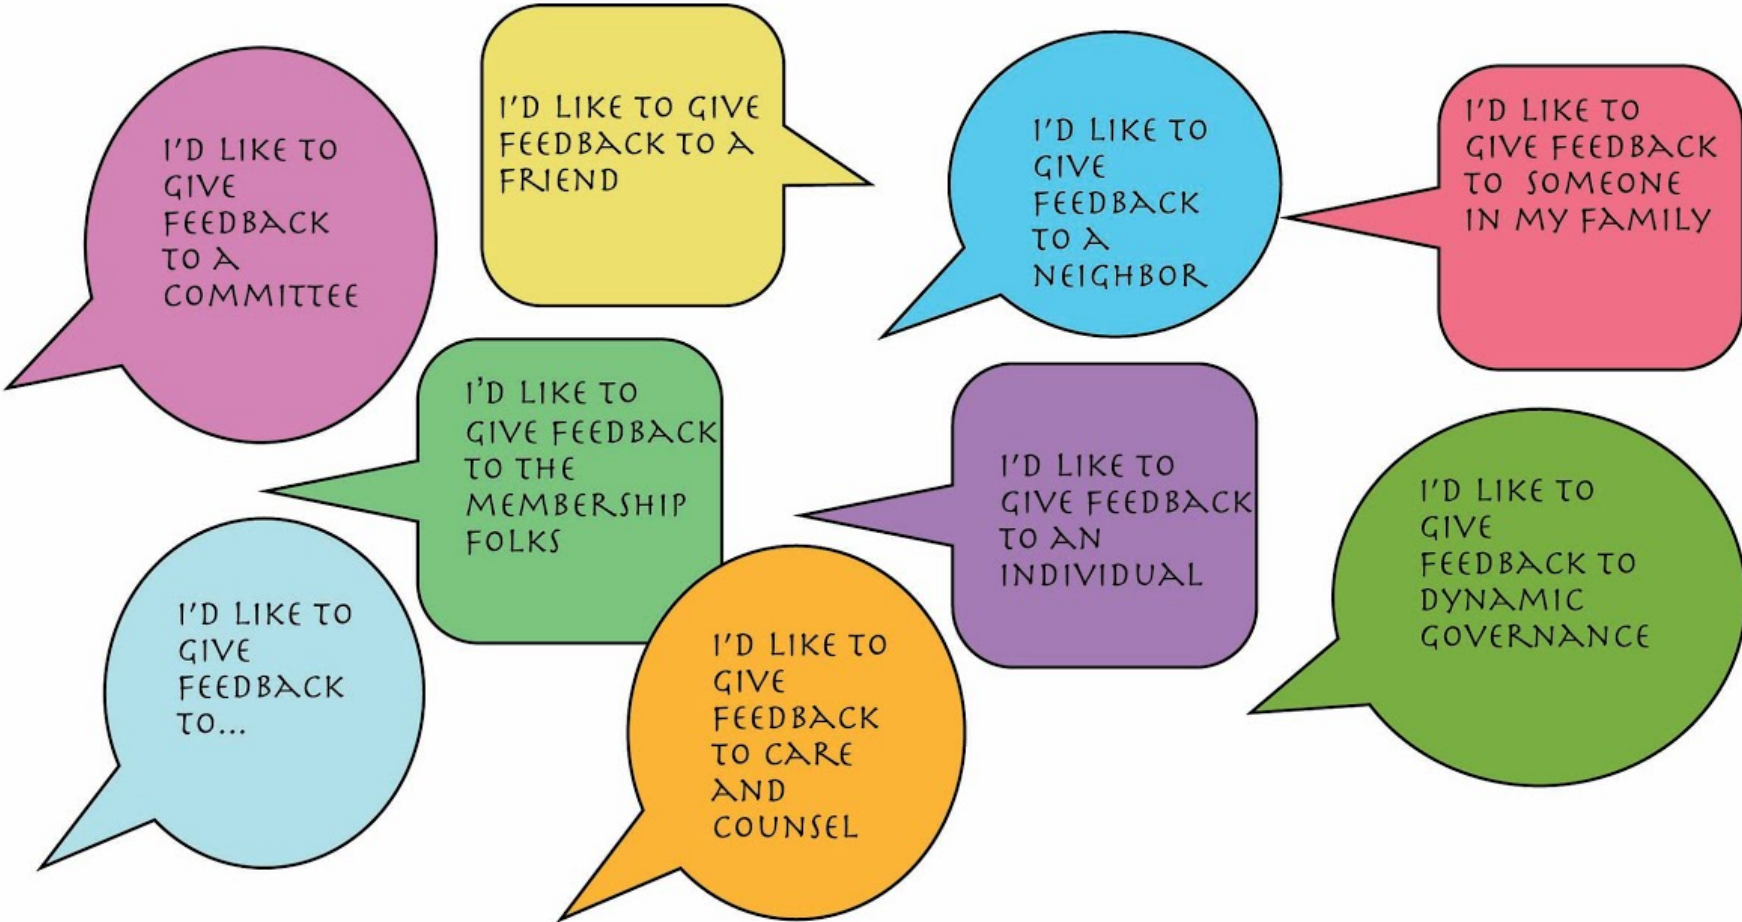 I'D LIKE TO
GIVE
FEEDBACK
TO A
COMMITTEE
I'D LIKE TO GIVE
FEEDBACK TO A
FRIEND
I'D LIKE TO
GIVE
FEEDBACK
TO A
NEIGHBOR
I'D LIKE TO
GIVE FEEDBACK
TO SOMEONE
IN MY FAMILY
I'D LIKE TO
GIVE FEEDBACK
TO THE
MEMBERSHIP
FOLKS
I'D LIKE TO
GIVE FEEDBACK
TO AN
INDIVIDUAL
I'D LIKE TO
GIVE
FEEDBACK TO
DYNAMIC
GOVERNANCE
I'D LIKE TO
GIVE
FEEDBACK
TO...
I'D LIKE TO
GIVE
FEEDBACK
TO CARE
AND
COUNSEL